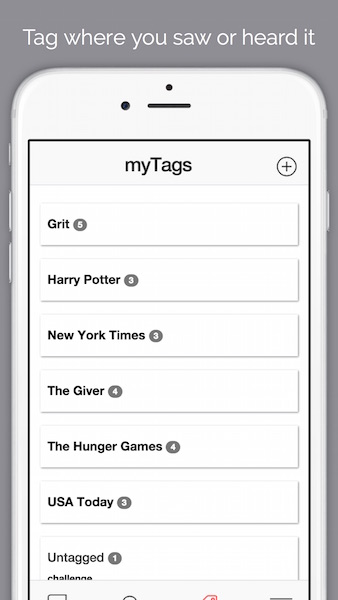 Tag where you saw or heard it
myTags
Grit 5
Harry Potter 3
New York Times 3
The Giver 4
The Hunger Games 4
USA Today 3
Untagged 1
challenge